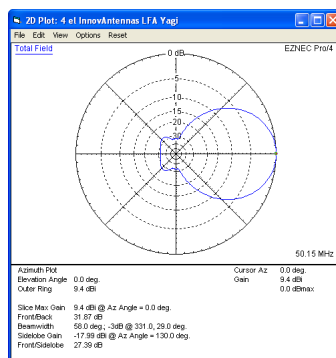 2D Plot: 4 el InnovAntennas LFA Yagi
File Edit View Options Reset
Total Field
EZNEC Pro/4
0 dB
-5
-10
-15
-20
-30
50.15 MHz
Azimuth Plot
Elevation Angle 0.0 deg.
Outer Ring 9.4 dBi
Cursor Az 0.0 deg.
Gain 9.4 dBi
0.0 dBmax
Slice Max Gain 9.4 dBi @ Az Angle = 0.0 deg.
Front/Back 31.87 dB
Beamwidth 58.0 deg.; -3dB @ 331.0, 29.0 deg.
Sidelobe Gain -17.99 dBi @ Az Angle = 130.0 deg.
Front/Sidelobe 27.39 dB